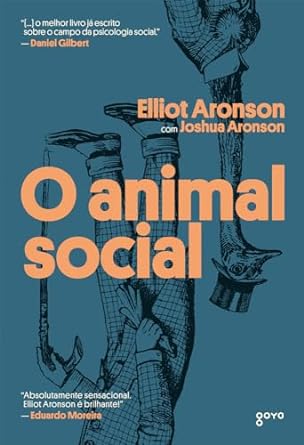 “[...] o melhor livro já escrito
sobre o campo da psicologia social.”
— Daniel Gilbert
Elliot Aronson
com Joshua Aronson
O animal
social
“Absolutamente sensacional.
Elliot Aronson é brilhante!”
— Eduardo Moreira
goya